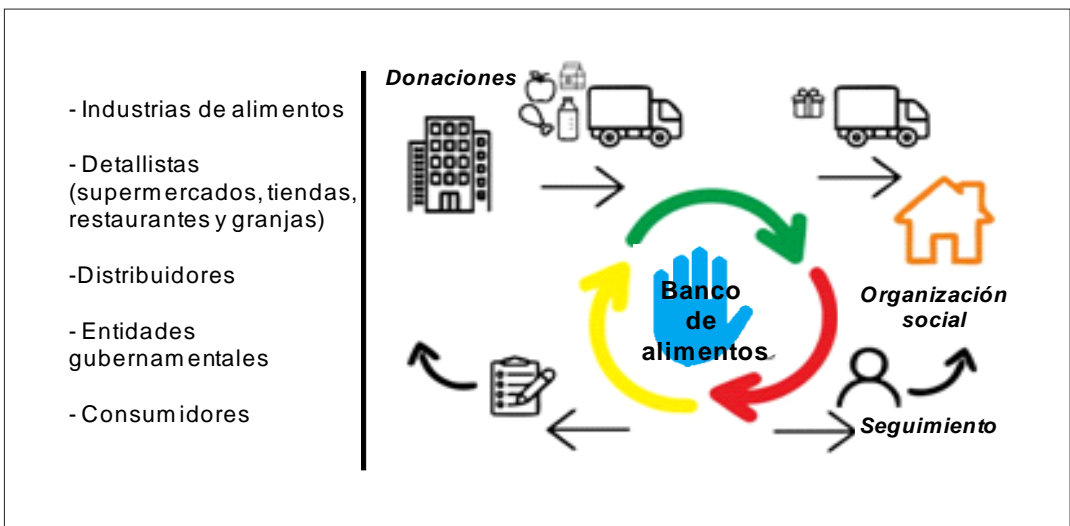 - Industrias de alimentos
- Detallistas
(supermercados, tiendas,
restaurantes y granjas)
-Distribuidores
- Entidades
gubernamentales
- Consumidores
Donaciones
Banco
de
alimentos
Organización
social
Seguimiento